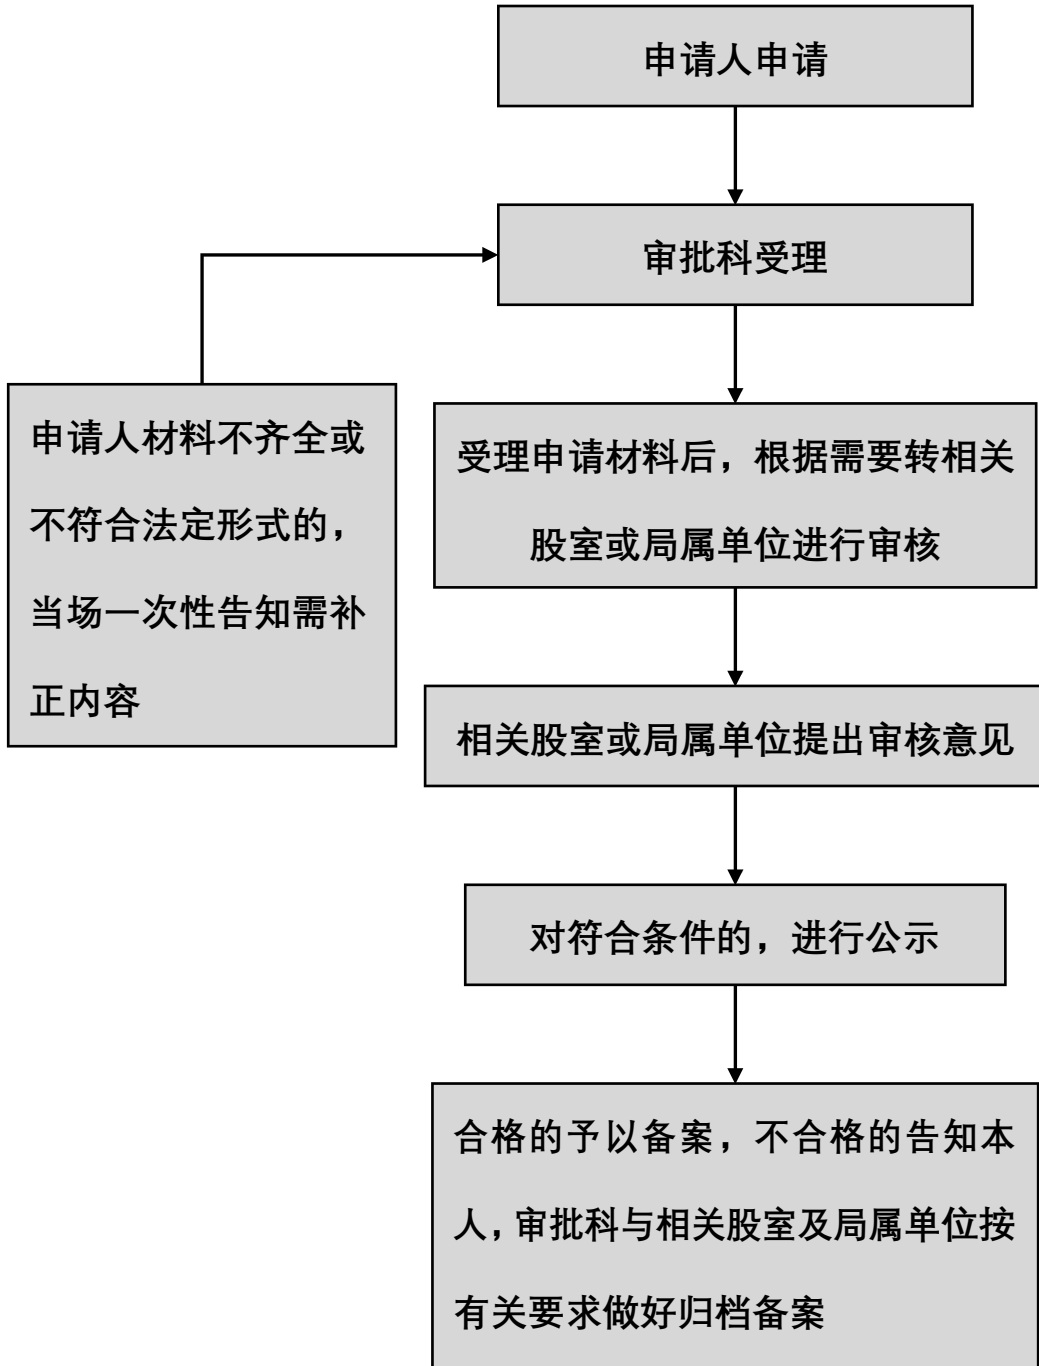 申请人申请
审批科受理
申请人材料不齐全或
不符合法定形式的，
当场一次性告知需补
正内容
受理申请材料后，根据需要转相关
股室或局属单位进行审核
相关股室或局属单位提出审核意见
对符合条件的，进行公示
合格的予以备案，不合格的告知本
人，审批科与相关股室及局属单位按
有关要求做好归档备案